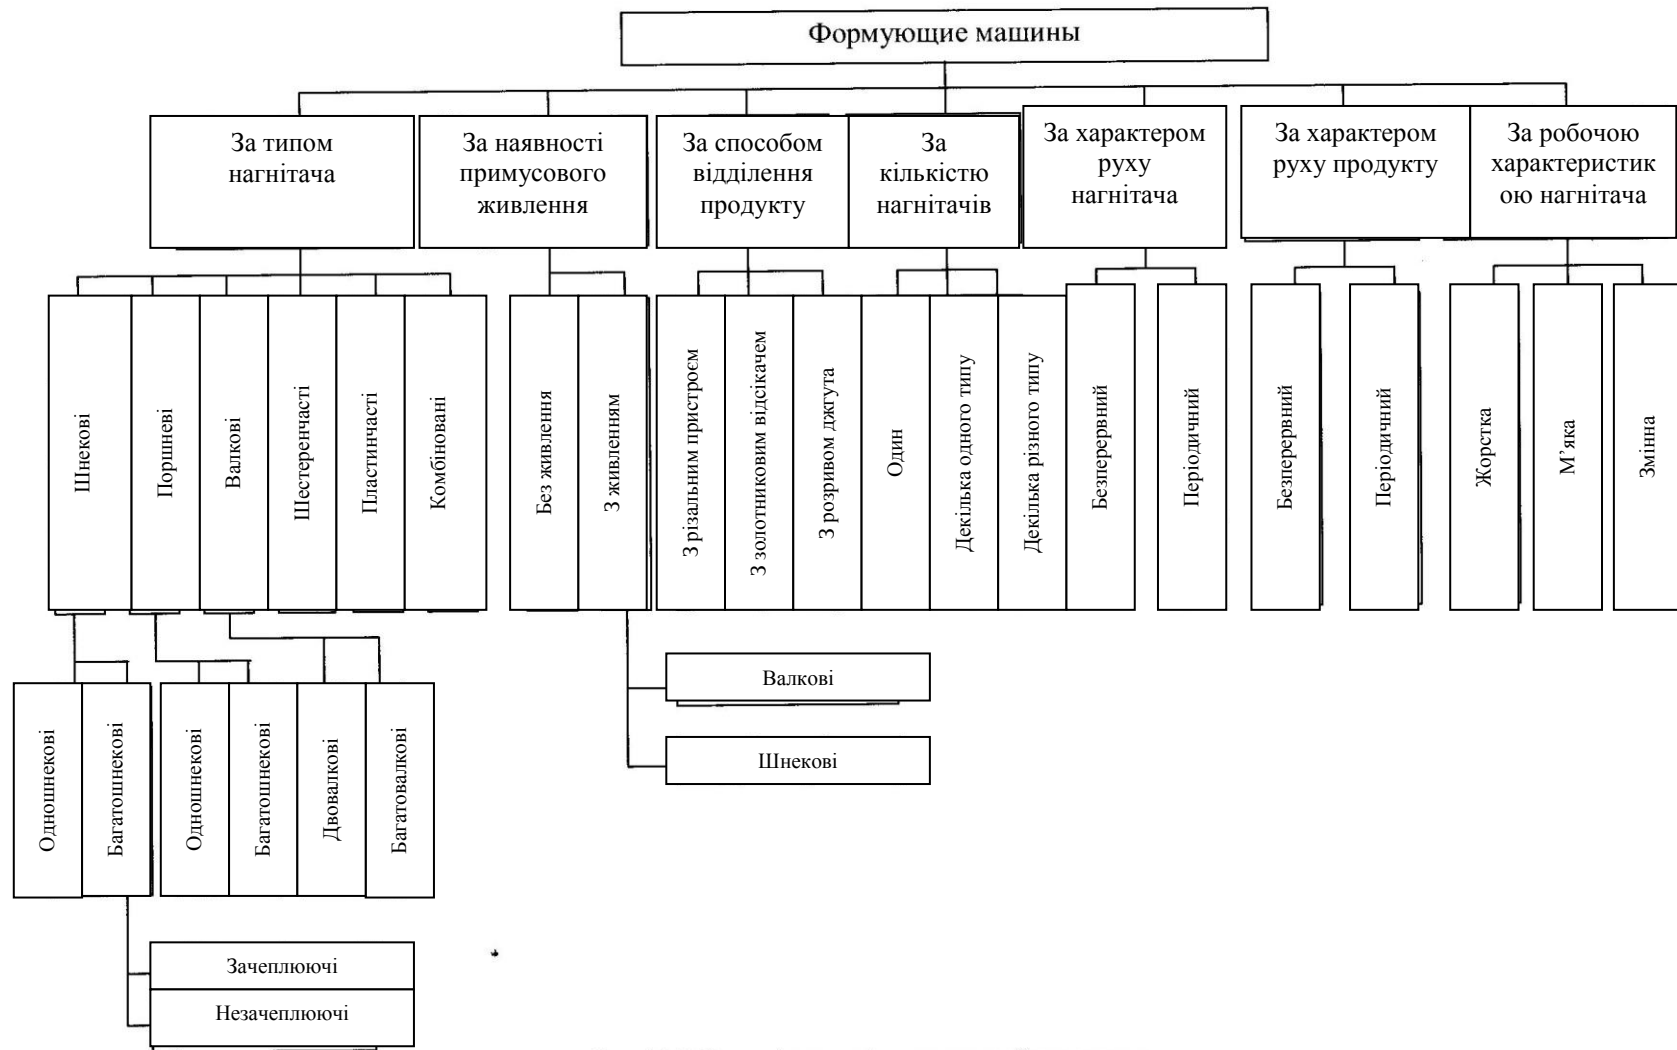 Формующие машины
За типом
нагнітача
За наявності
примусового
живлення
За способом
відділення
продукту
За
кількістю
нагнітачів
За характером
руху
нагнітача
За характером
руху продукту
За робочою
характеристик
ою нагнітача
Шнекові
Поршневі
Валкові
Шестеренчасті
Пластинчасті
Комбіновані
Без живлення
З живленням
З різальним пристроєм
З золотниковим відсікачем
З розривом джгута
Один
Декілька одного типу
Декілька різного типу
Безперервний
Періодичний
Безперервний
Періодичний
Жорстка
М’яка
Змінна
Одношнекові
Багатошнекові
Одношнекові
Багатошнекові
Двовалкові
Багатовалкові
Валкові
Шнекові
Зачеплюючі
Незачеплюючі